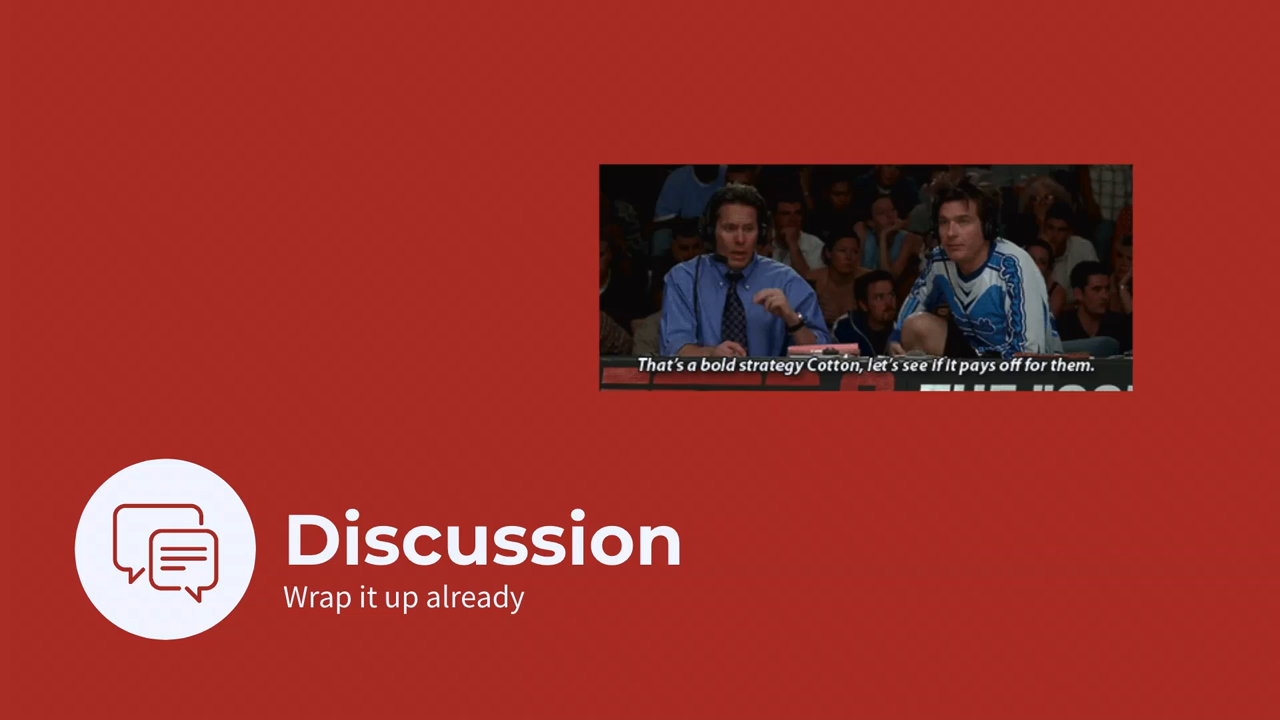 That's a bold strategy Cotton, let's see if it pays off for them.
Discussion
Wrap it up already